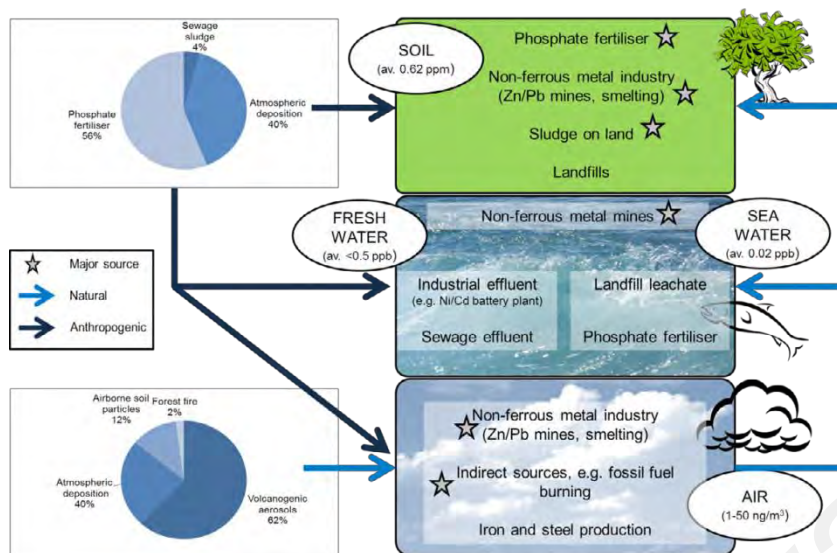 Sewage
sludge
4%
Atmospheric
deposition
40%
Phosphate
fertiliser
56%
SOIL
(av. 0.62 ppm)
Phosphate fertiliser
Non-ferrous metal industry
(Zn/Pb mines, smelting)
Sludge on land
Landfills
FRESH
WATER
(av. <0.5 ppb)
Non-ferrous metal mines
SEA
WATER
(av. 0.02 ppb)
Industrial effluent
(e.g. Ni/Cd battery plant)
Sewage effluent
Landfill leachate
Phosphate fertiliser
Major source
Natural
Anthropogenic
Airborne soil
particles
12%
Forest fire
2%
Atmospheric
deposition
40%
Volcanogenic
aerosols
62%
Non-ferrous metal industry
(Zn/Pb mines, smelting)
Indirect sources, e.g. fossil fuel
burning
Iron and steel production
AIR
(1-50 ng/m³)